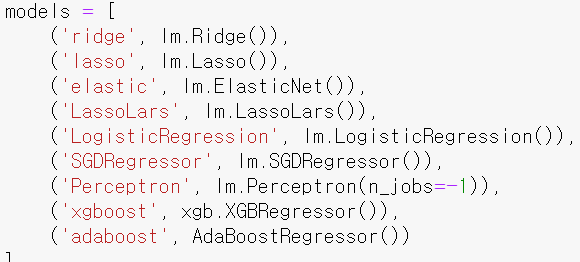 models = [
    ('ridge', lm.Ridge()),
    ('lasso', lm.Lasso()),
    ('elastic', lm.ElasticNet()),
    ('LassoLars', lm.LassoLars()),
    ('LogisticRegression', lm.LogisticRegression()),
    ('SGDRegressor', lm.SGDRegressor()),
    ('Perceptron', lm.Perceptron(n_jobs=-1)),
    ('xgboost', xgb.XGBRegressor()),
    ('adaboost', AdaBoostRegressor())
]